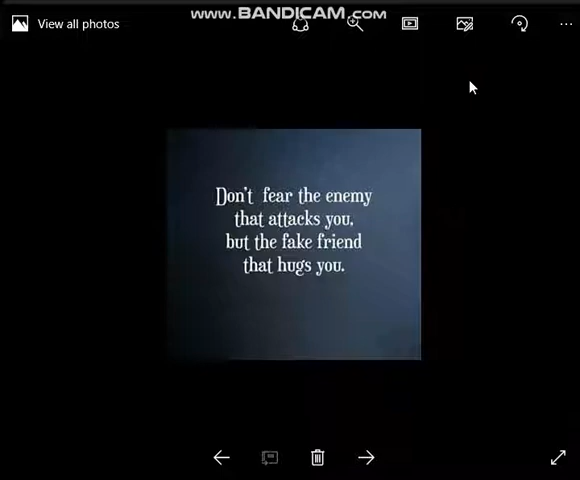 www.BANDICAM.com
View all photos
Don't fear the enemy
that attacks you,
but the fake friend
that hugs you.